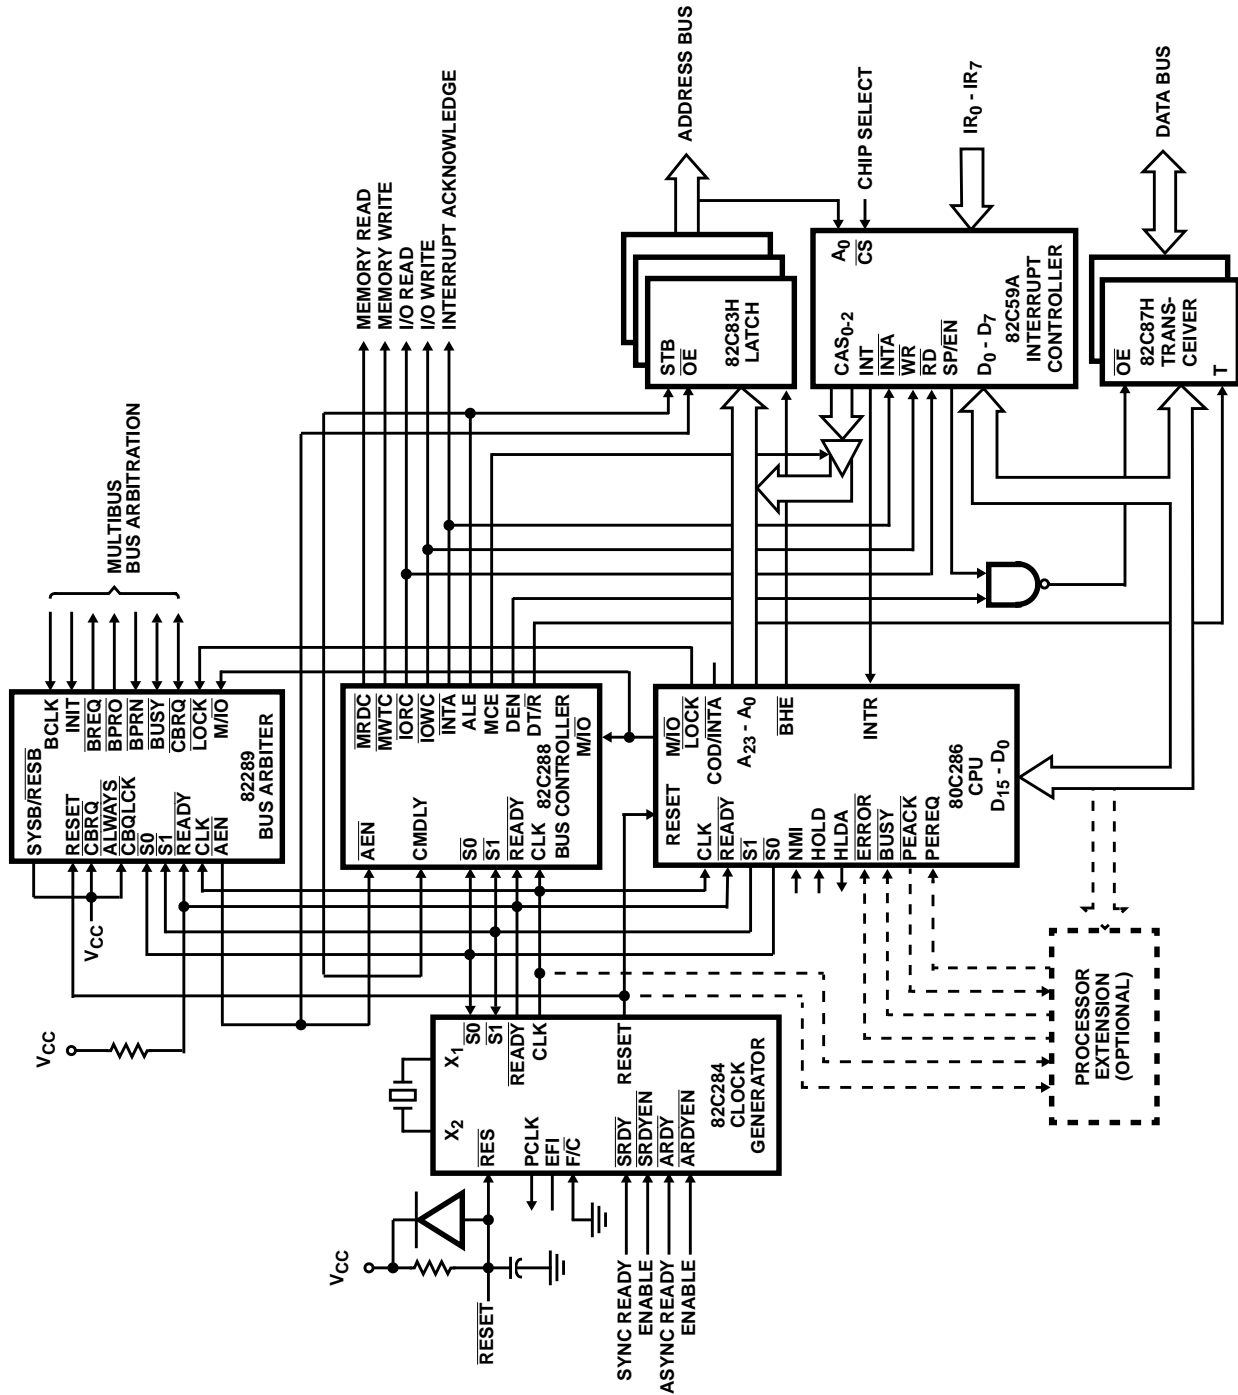 MULTIBUS
BUS ARBITRATION
VCC
VCC
SYSB/RESB
RESET
CBRQ
ALWAYS
CBQLCK
S0
S1
READY
CLK
AEN
82289
BUS ARBITER
BCLK
INIT
BREQ
BPRO
BPRN
BUSY
CBRQ
LOCK
M/IO
MEMORY READ
MEMORY WRITE
I/O READ
I/O WRITE
INTERRUPT ACKNOWLEDGE
AEN
CMDLY
S0
S1
READY
CLK
82C288
BUS CONTROLLER
MRDC
MWTC
IORC
IOWC
INTA
ALE
MCE
DEN
DT/R
M/IO
ADDRESS BUS
STB
OE
82C83H
LATCH
CHIP SELECT
IR0 - IR7
A0
CS
CAS0-2
INT
INTA
WR
RD
SP/EN
D0 - D7
82C59A
INTERRUPT
CONTROLLER
DATA BUS
OE
82C87H
TRANS-
CEIVER
T
RESET
CLK
READY
S1
S0
NMI
HOLD
HLDA
ERROR
BUSY
PEACK
PEREQ
M/IO
LOCK
COD/INTA
A23 - A0
BHE
INTR
80C286
CPU
D15 - D0
VCC
RESET
X2
X1
RES
PCLK
EFI
F/C
SRDY
SRDYEN
ARDY
ARDYEN
S0
S1
READY
CLK
RESET
82C284
CLOCK
GENERATOR
SYNC READY
ENABLE
ASYNC READY
ENABLE
PROCESSOR
EXTENSION
(OPTIONAL)